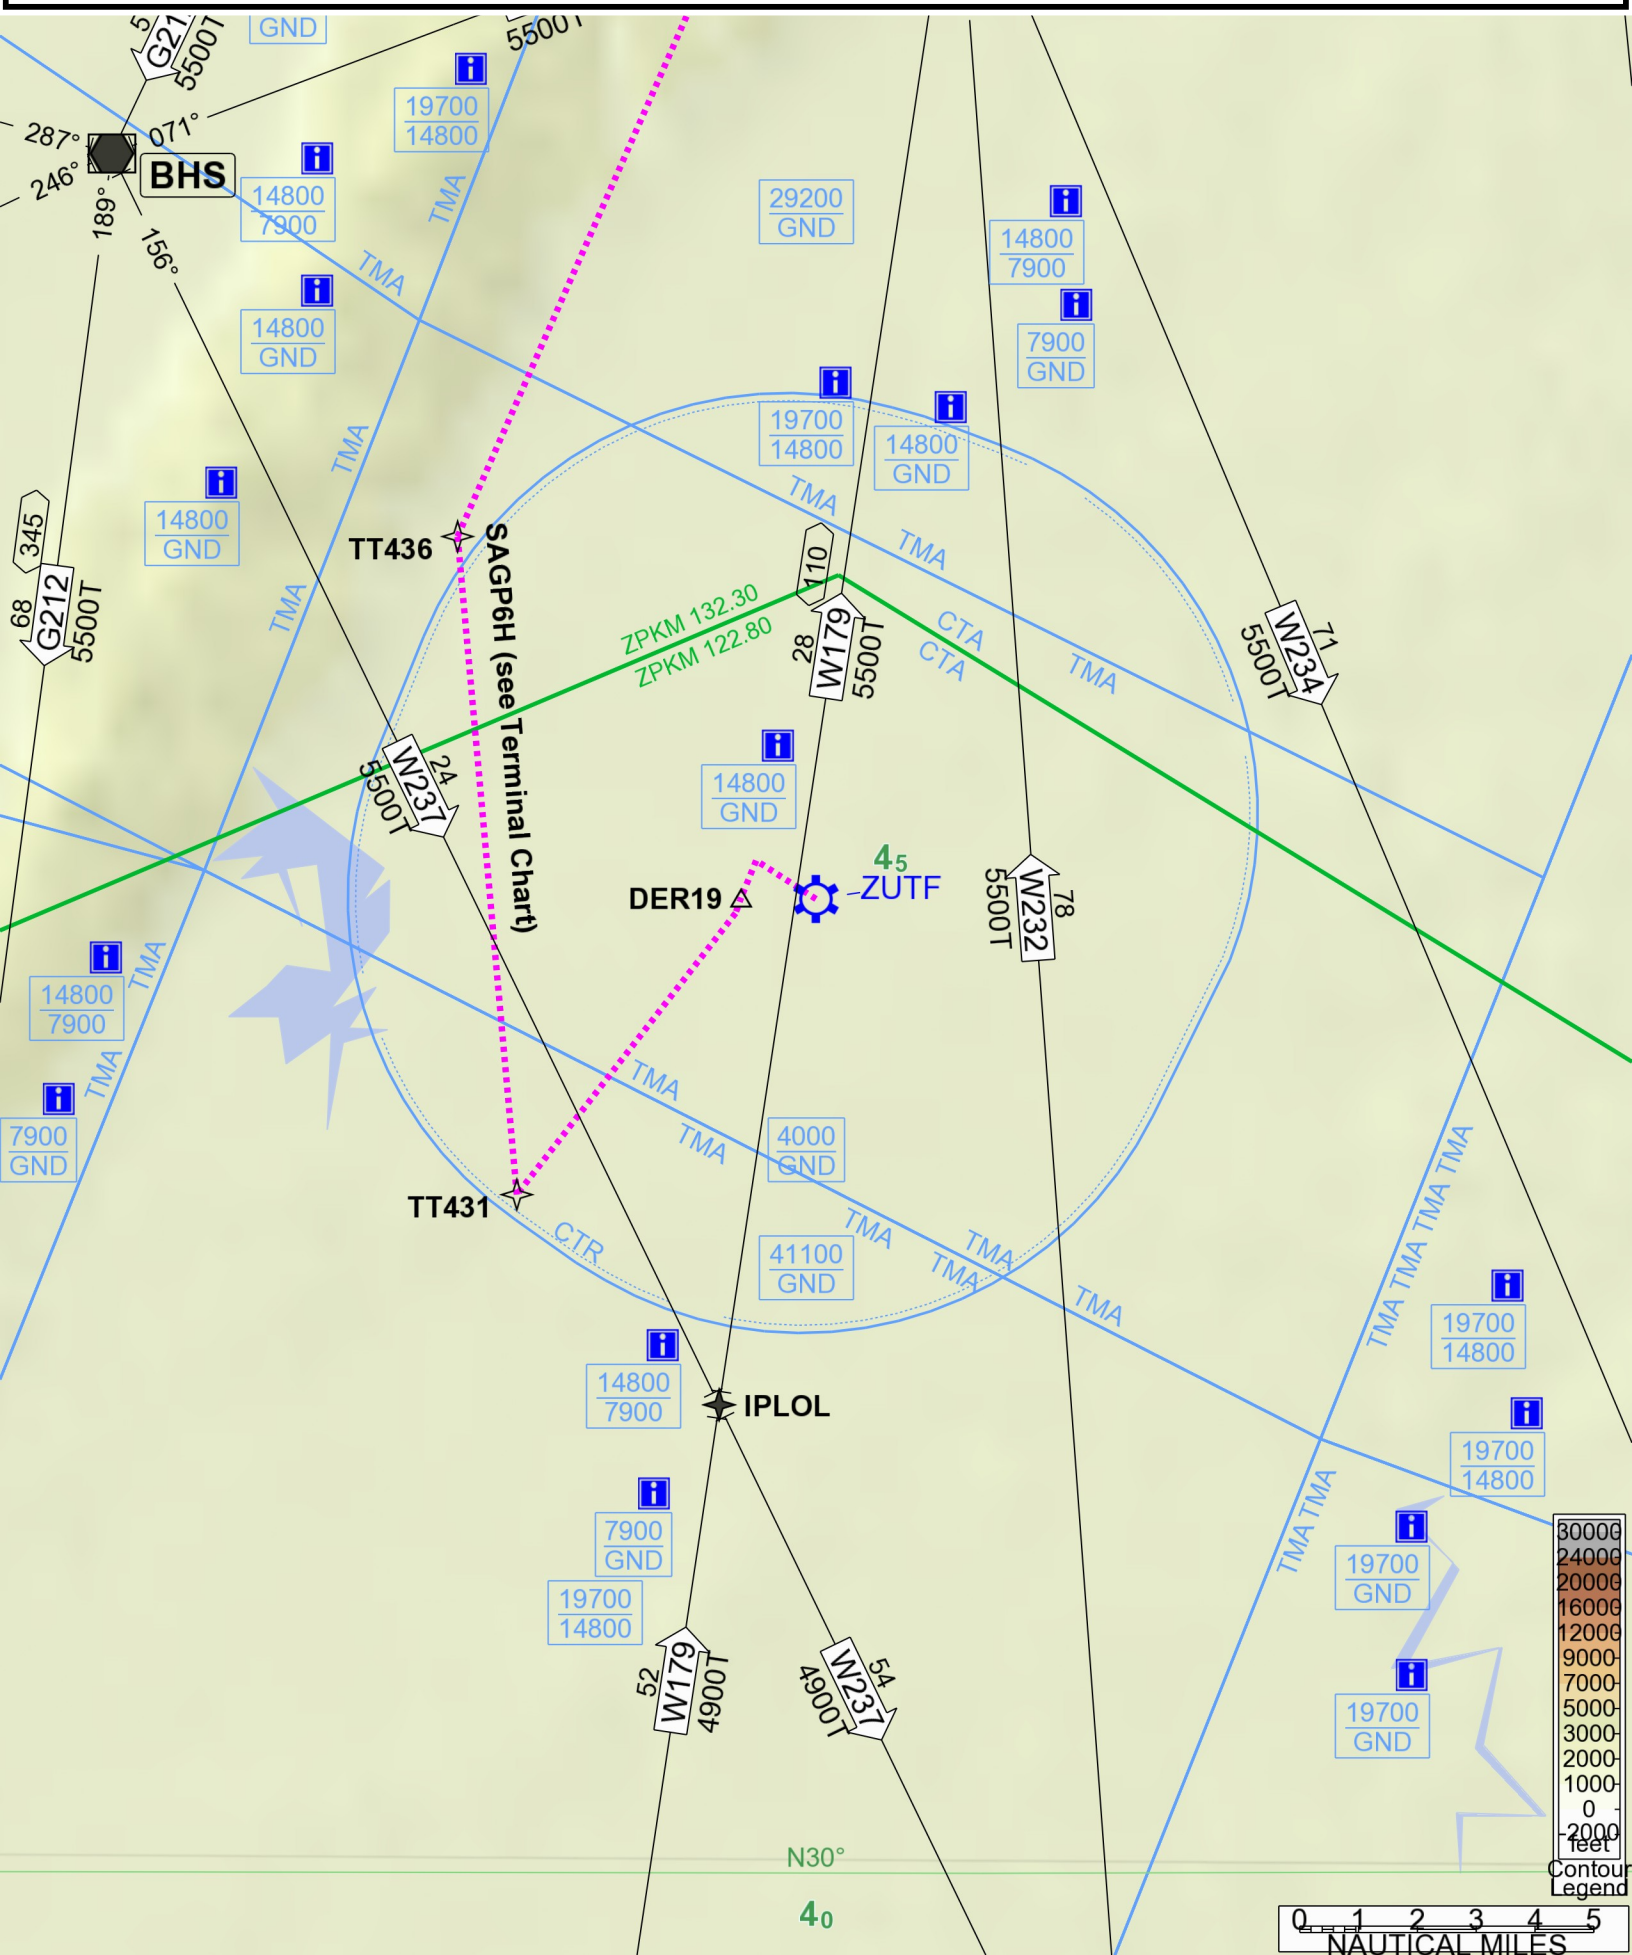 5
G21
5500T
GND
5500T
19700
14800
287°
071°
BHS
246°
189°
156°
14800
7900
TMA
TMA
29200
GND
14800
7900
14800
GND
7900
GND
19700
14800
14800
GND
TMA
TMA
TMA
345
14800
GND
TT436
SAGP6H (see Terminal Chart)
110
68
G212
5500T
TMA
ZPKM 132.30
ZPKM 122.80
28
W179
5500T
CTA
CTA
TMA
71
W234
5500T
24
W237
5500T
14800
GND
45
DER19
ZUTF
78
W232
5500T
TMA
14800
7900
TMA
7900
GND
TMA
TMA
4000
GND
TMA TMA TMA TMA
TT431
CTR
TMA
TMA
TMA
41100
GND
TMA
19700
14800
14800
7900
IPLOL
19700
14800
7900
GND
TMA TMA
19700
GND
19700
14800
52
W179
4900T
54
W237
4900T
19700
GND
30000
24000
20000
16000
12000
9000
7000
5000
3000
2000
1000
0
-2000
feet
Contour
Legend
N30°
40
0 1 2 3 4 5
NAUTICAL MILES